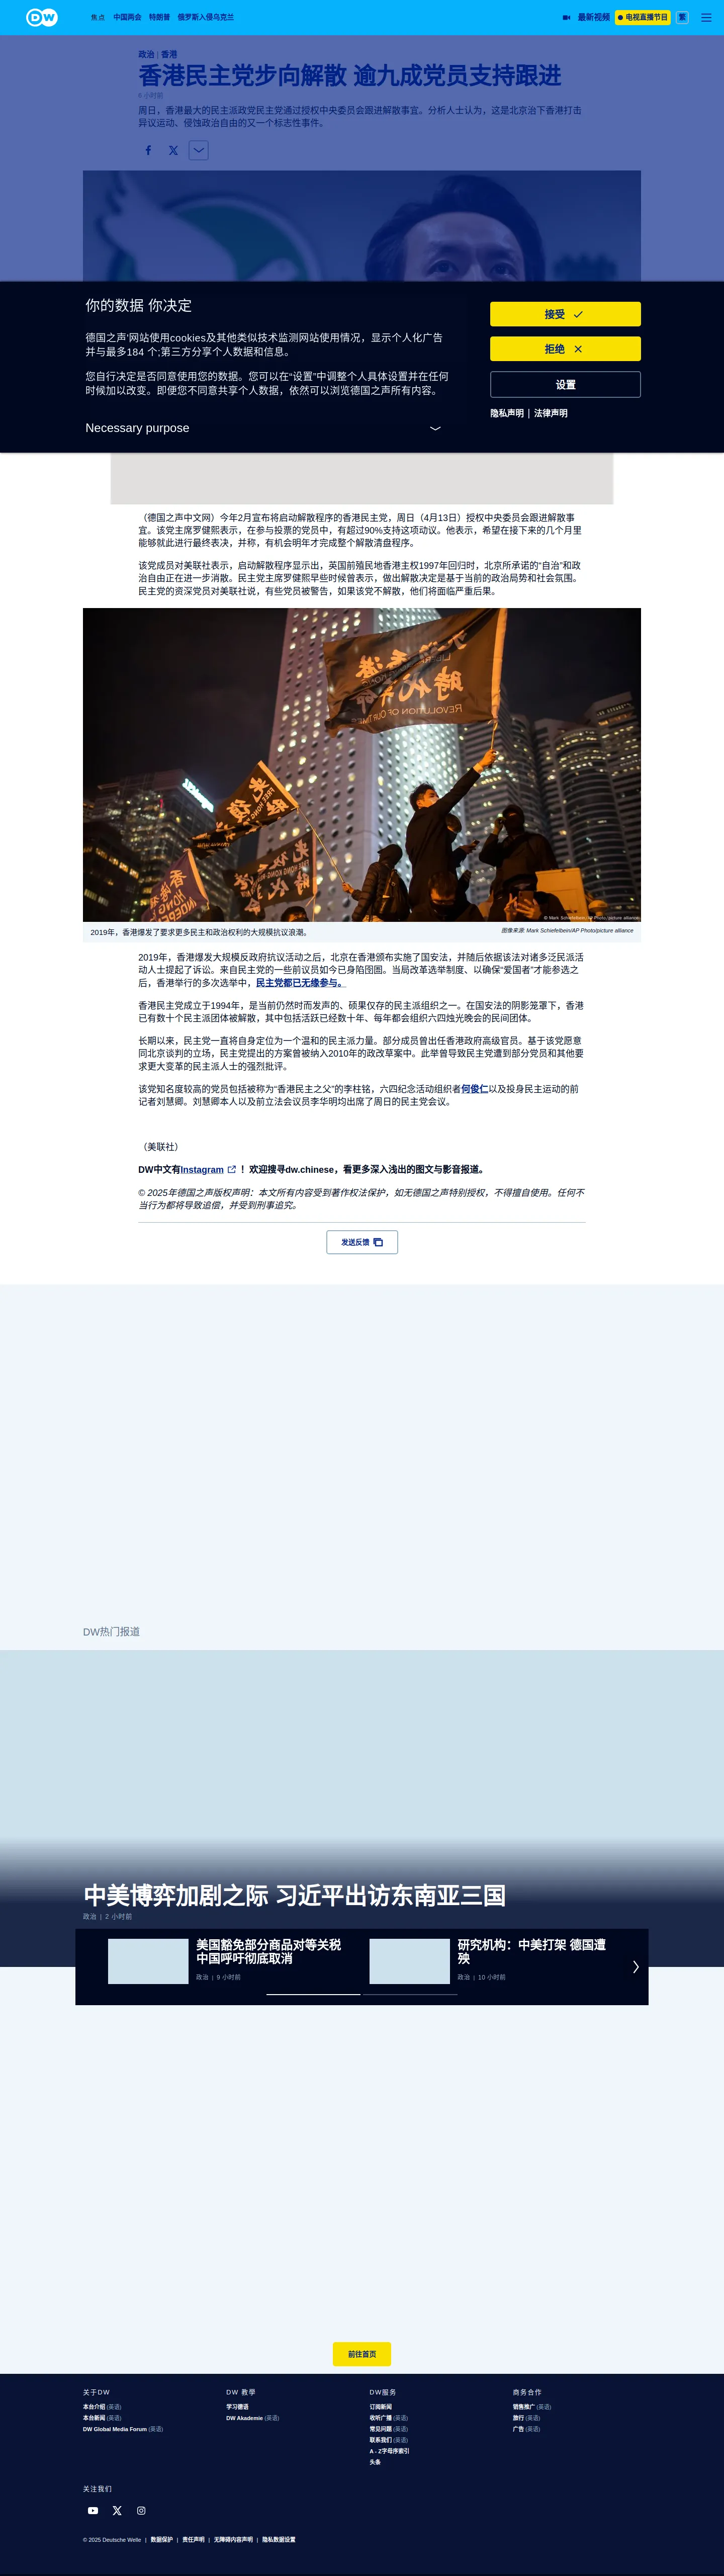 DW
焦点 中国两会 特朗普 俄罗斯入侵乌克兰
最新视频 电视直播节目 繁
政治 | 香港
香港民主党步向解散 逾九成党员支持跟进
6 小时前
周日，香港最大的民主派政党民主党通过授权中央委员会跟进解散事宜。分析人士认为，这是北京治下香港打击
异议运动、侵蚀政治自由的又一个标志性事件。
你的数据 你决定
德国之声'网站使用cookies及其他类似技术监测网站使用情况，显示个人化广告
并与最多184 个;第三方分享个人数据和信息。
您自行决定是否同意使用您的数据。您可以在“设置”中调整个人具体设置并在任何
时候加以改变。即便您不同意共享个人数据，依然可以浏览德国之声所有内容。
Necessary purpose
接受
拒绝
设置
隐私声明 | 法律声明
（德国之声中文网）今年2月宣布将启动解散程序的香港民主党，周日（4月13日）授权中央委员会跟进解散事
宜。该党主席罗健熙表示，在参与投票的党员中，有超过90%支持这项动议。他表示，希望在接下来的几个月里
能够就此进行最终表决，并称，有机会明年才完成整个解散清盘程序。
该党成员对美联社表示，启动解散程序显示出，英国前殖民地香港主权1997年回归时，北京所承诺的“自治”和政
治自由正在进一步消散。民主党主席罗健熙早些时候曾表示，做出解散决定是基于当前的政治局势和社会氛围。
民主党的资深党员对美联社说，有些党员被警告，如果该党不解散，他们将面临严重后果。
時代
REVOLUTION OF OUR TIMES
光復
FREE HONG KONG
© Mark Schiefelbein/AP Photo/picture alliance
2019年，香港爆发了要求更多民主和政治权利的大规模抗议浪潮。
图像来源: Mark Schiefelbein/AP Photo/picture alliance
2019年，香港爆发大规模反政府抗议活动之后，北京在香港颁布实施了国安法，并随后依据该法对诸多泛民派活
动人士提起了诉讼。来自民主党的一些前议员如今已身陷囹圄。当局改革选举制度、以确保“爱国者”才能参选之
后，香港举行的多次选举中，民主党都已无缘参与。
香港民主党成立于1994年，是当前仍然时而发声的、硕果仅存的民主派组织之一。在国安法的阴影笼罩下，香港
已有数十个民主派团体被解散，其中包括活跃已经数十年、每年都会组织六四烛光晚会的民间团体。
长期以来，民主党一直将自身定位为一个温和的民主派力量。部分成员曾出任香港政府高级官员。基于该党愿意
同北京谈判的立场，民主党提出的方案曾被纳入2010年的政改草案中。此举曾导致民主党遭到部分党员和其他要
求更大变革的民主派人士的强烈批评。
该党知名度较高的党员包括被称为“香港民主之父”的李柱铭，六四纪念活动组织者何俊仁以及投身民主运动的前
记者刘慧卿。刘慧卿本人以及前立法会议员李华明均出席了周日的民主党会议。
（美联社）
DW中文有Instagram ！欢迎搜寻dw.chinese，看更多深入浅出的图文与影音报道。
© 2025年德国之声版权声明：本文所有内容受到著作权法保护，如无德国之声特别授权，不得擅自使用。任何不
当行为都将导致追偿，并受到刑事追究。
发送反馈
DW热门报道
中美博弈加剧之际 习近平出访东南亚三国
政治 | 2 小时前
美国豁免部分商品对等关税
中国呼吁彻底取消
政治 | 9 小时前
研究机构：中美打架 德国遭
殃
政治 | 10 小时前
前往首页
关于DW
本台介绍 (英语)
本台新闻 (英语)
DW Global Media Forum (英语)
DW 教學
学习德语
DW Akademie (英语)
DW服务
订阅新闻
收听广播 (英语)
常见问题 (英语)
联系我们 (英语)
A - Z字母序索引
头条
商务合作
销售推广 (英语)
旅行 (英语)
广告 (英语)
关注我们
© 2025 Deutsche Welle | 数据保护 | 责任声明 | 无障碍内容声明 | 隐私数据设置